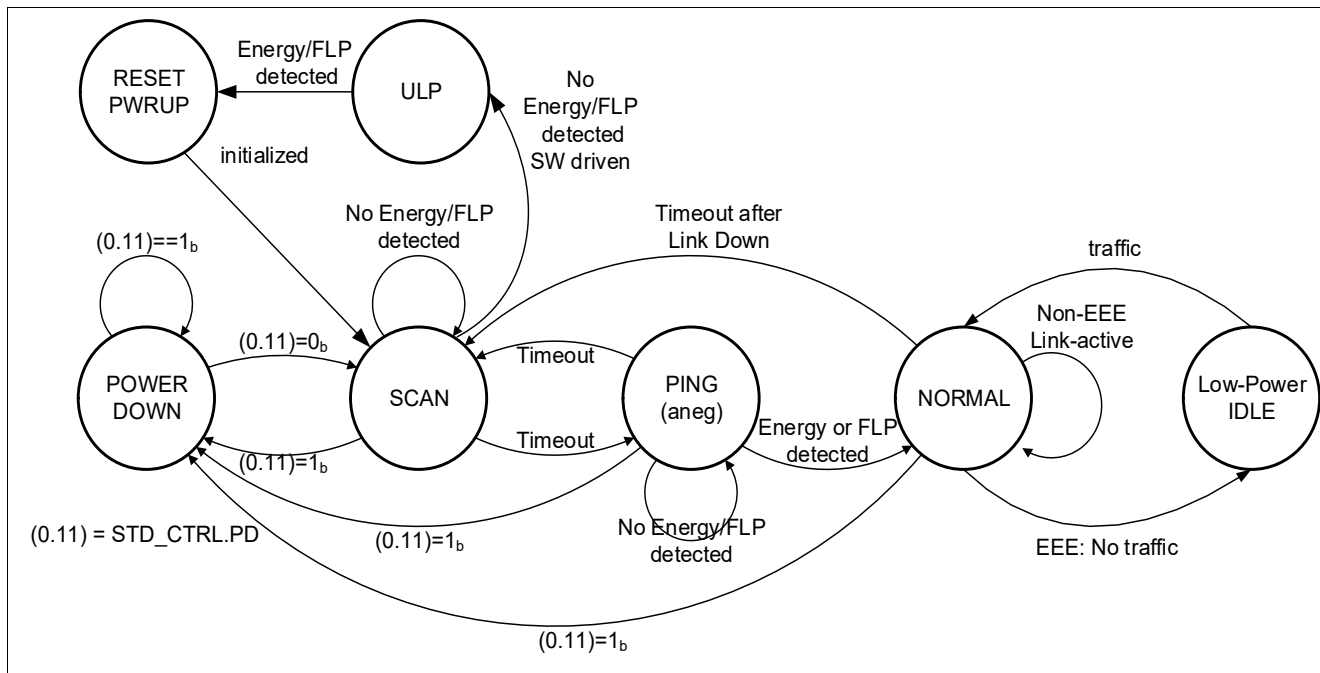 RESET
PWRUP
Energy/FLP
detected
ULP
No
Energy/FLP
detected
SW driven
initialized
No Energy/FLP
detected
Timeout after
Link Down
(0.11)==1b
traffic
Non-EEE
Link-active
(0.11)=0b
Timeout
POWER
DOWN
SCAN
PING
(aneg)
NORMAL
Low-Power
IDLE
Energy or FLP
detected
Timeout
(0.11)=1b
(0.11) = STD_CTRL.PD
(0.11)=1b
No Energy/FLP
detected
EEE: No traffic
(0.11)=1b